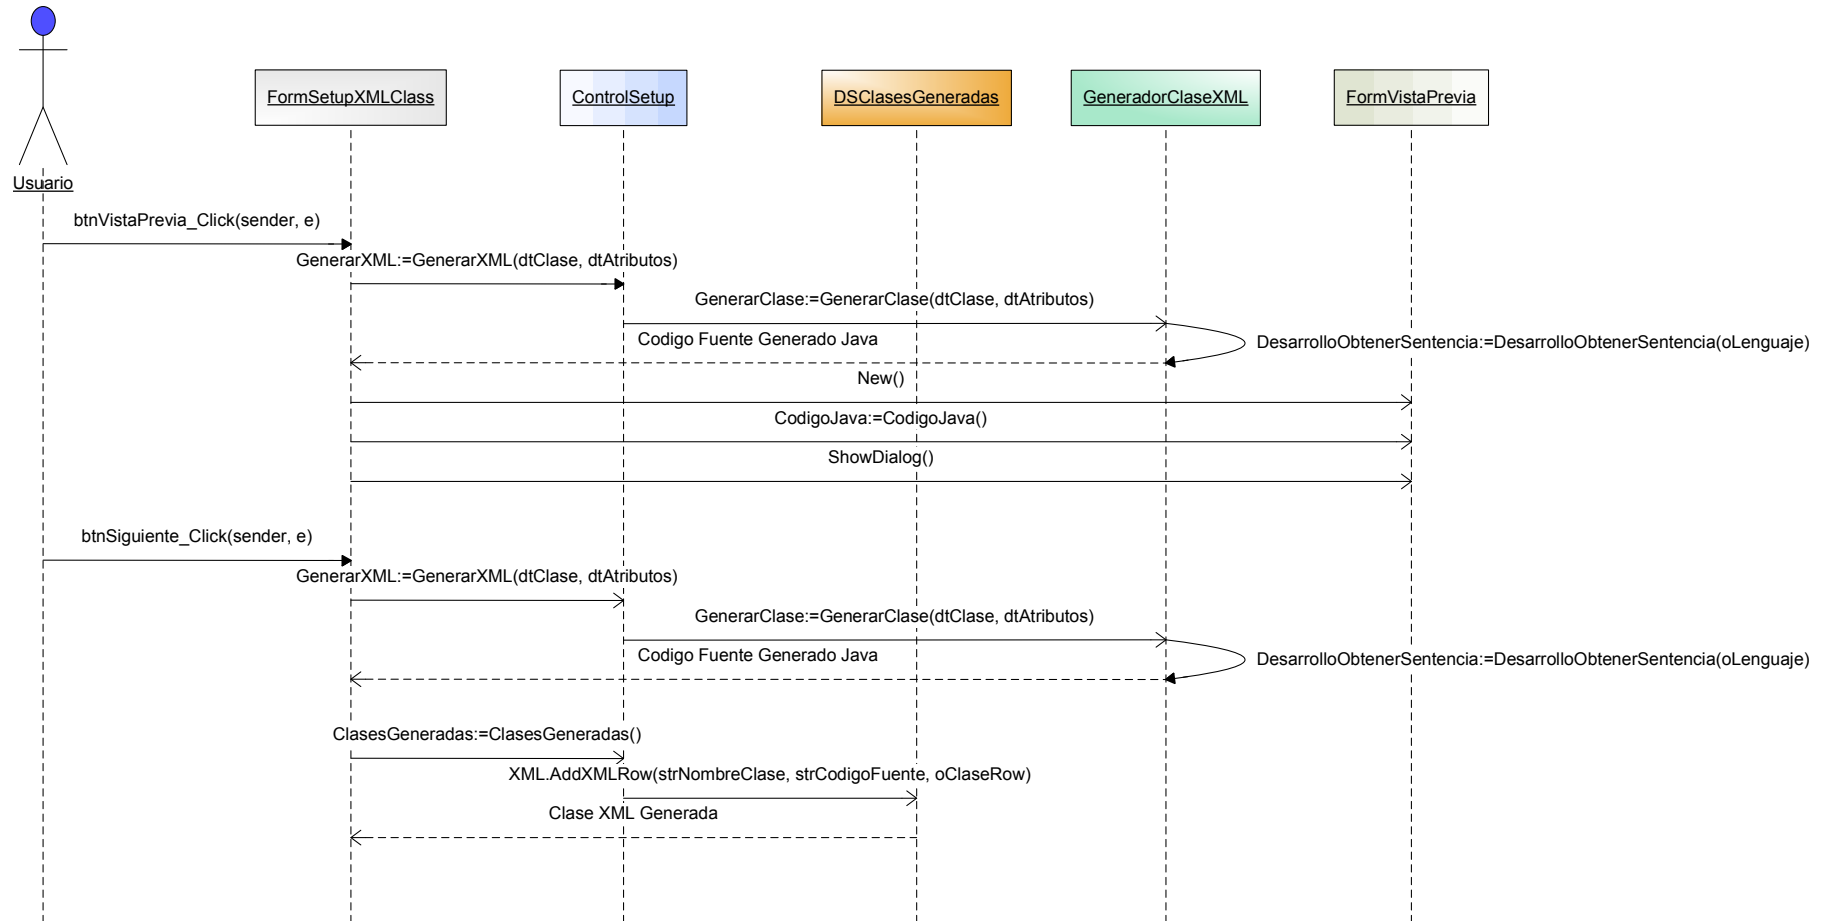 FormSetupXMLClass
ControlSetup
DSClasesGeneradas
GeneradorClaseXML
FormVistaPrevia
Usuario
btnVistaPrevia_Click(sender, e)
GenerarXML:=GenerarXML(dtClase, dtAtributos)
GenerarClase:=GenerarClase(dtClase, dtAtributos)
Codigo Fuente Generado Java
DesarrolloObtenerSentencia:=DesarrolloObtenerSentencia(oLenguaje)
New()
CodigoJava:=CodigoJava()
ShowDialog()
btnSiguiente_Click(sender, e)
GenerarXML:=GenerarXML(dtClase, dtAtributos)
GenerarClase:=GenerarClase(dtClase, dtAtributos)
Codigo Fuente Generado Java
DesarrolloObtenerSentencia:=DesarrolloObtenerSentencia(oLenguaje)
ClasesGeneradas:=ClasesGeneradas()
XML.AddXMLRow(strNombreClase, strCodigoFuente, oClaseRow)
Clase XML Generada